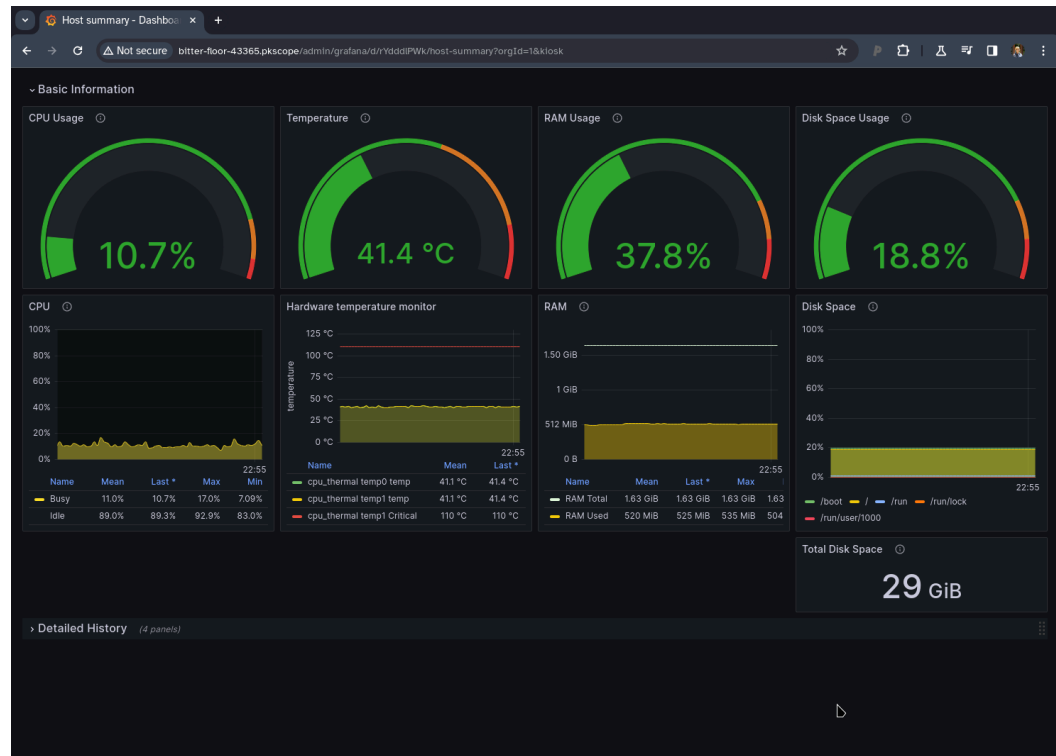 Host summary - Dashboa
Not secure bitter-floor-43365.pkscope/admin/grafana/d/rYdddlPWk/host-summary?orgId=1&kiosk
Basic Information
CPU Usage
10.7%
Temperature
41.4 °C
RAM Usage
37.8%
Disk Space Usage
18.8%
CPU
100%
80%
60%
40%
20%
0%
22:55
Name Mean Last * Max Min
Busy 11.0% 10.7% 17.0% 7.09%
Idle 89.0% 89.3% 92.9% 83.0%
Hardware temperature monitor
temperature
125 °C
100 °C
75 °C
50 °C
25 °C
0 °C
22:55
Name Mean Last *
cpu_thermal temp0 temp 41.1 °C 41.4 °C
cpu_thermal temp1 temp 41.1 °C 41.4 °C
cpu_thermal temp1 Critical 110 °C 110 °C
RAM
1.50 GiB
1 GiB
512 MiB
0 B
22:55
Name Mean Last * Max
RAM Total 1.63 GiB 1.63 GiB 1.63 GiB 1.63
RAM Used 520 MiB 525 MiB 535 MiB 504
Disk Space
100%
80%
60%
40%
20%
0%
22:55
/boot / /run /run/lock
/run/user/1000
Total Disk Space
29 GiB
Detailed History (4 panels)